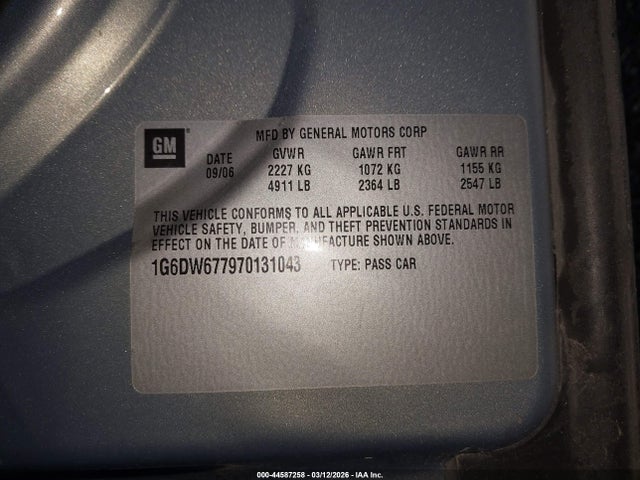 GM
MFD BY GENERAL MOTORS CORP
DATE GVWR GAWR FRT GAWR RR
09/06 2227 KG 1072 KG 1155 KG
4911 LB 2364 LB 2547 LB
THIS VEHICLE CONFORMS TO ALL APPLICABLE U.S. FEDERAL MOTOR
VEHICLE SAFETY, BUMPER, AND THEFT PREVENTION STANDARDS IN
EFFECT ON THE DATE OF MANUFACTURE SHOWN ABOVE.
1G6DW677970131043 TYPE: PASS CAR
000-44587258 - 03/12/2026 - IAA Inc.